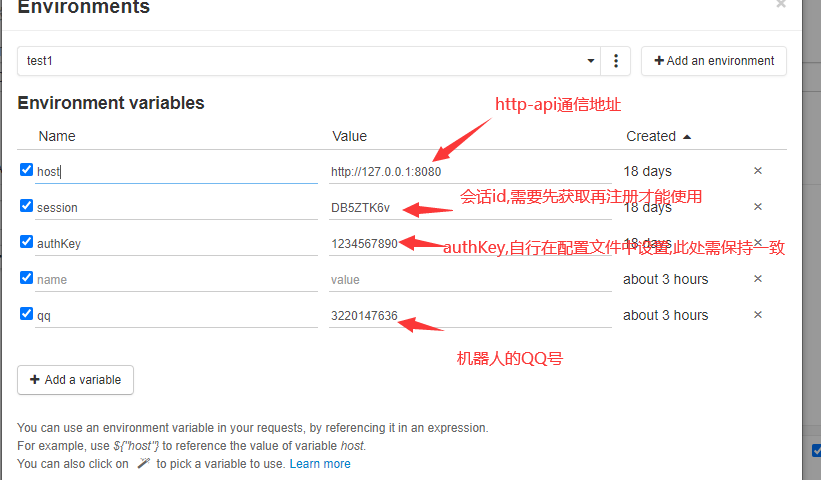 Environments
×
test1
+ Add an environment
Environment variables
http-api通信地址
Name Value Created
host http://127.0.0.1:8080 18 days ×
会话id,需要先获取再注册才能使用
session DB5ZTK6v 18 days ×
authKey 1234567890 18 days ×
authKey,自行在配置文件中设置,此处需保持一致
name value about 3 hours ×
qq 3220147636 about 3 hours ×
机器人的QQ号
+ Add a variable
You can use an environment variable in your requests, by referencing it in an expression.
For example, use ${"host"} to reference the value of variable host.
You can also click on to pick a variable to use. Learn more